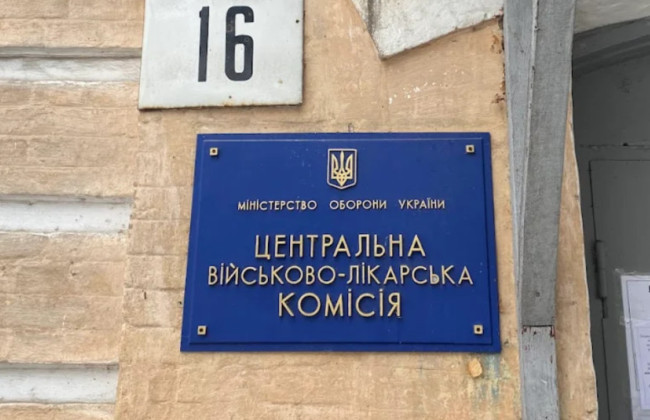 16
МІНІСТЕРСТВО ОБОРОНИ УКРАЇНИ
ЦЕНТРАЛЬНА
ВІЙСЬКОВО-ЛІКАРСЬКА
КОМІСІЯ